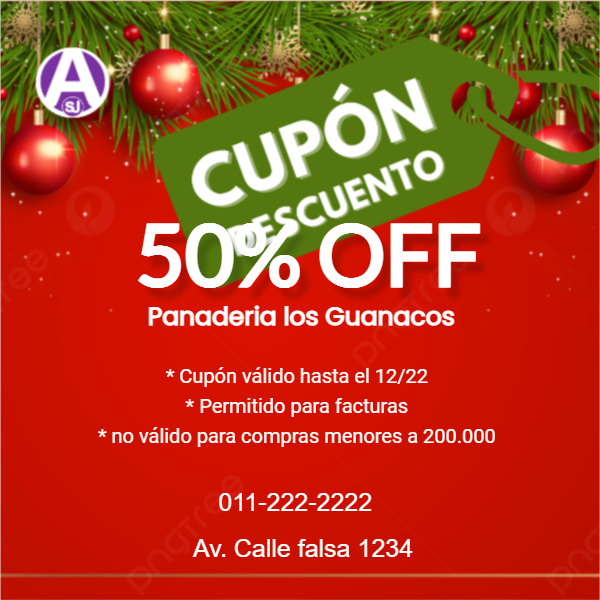 A
SJ
CUPÓN
DESCUENTO
50% OFF
Panaderia los Guanacos
* Cupón válido hasta el 12/22
* Permitido para facturas
* no válido para compras menores a 200.000
011-222-2222
Av. Calle falsa 1234
pngtree